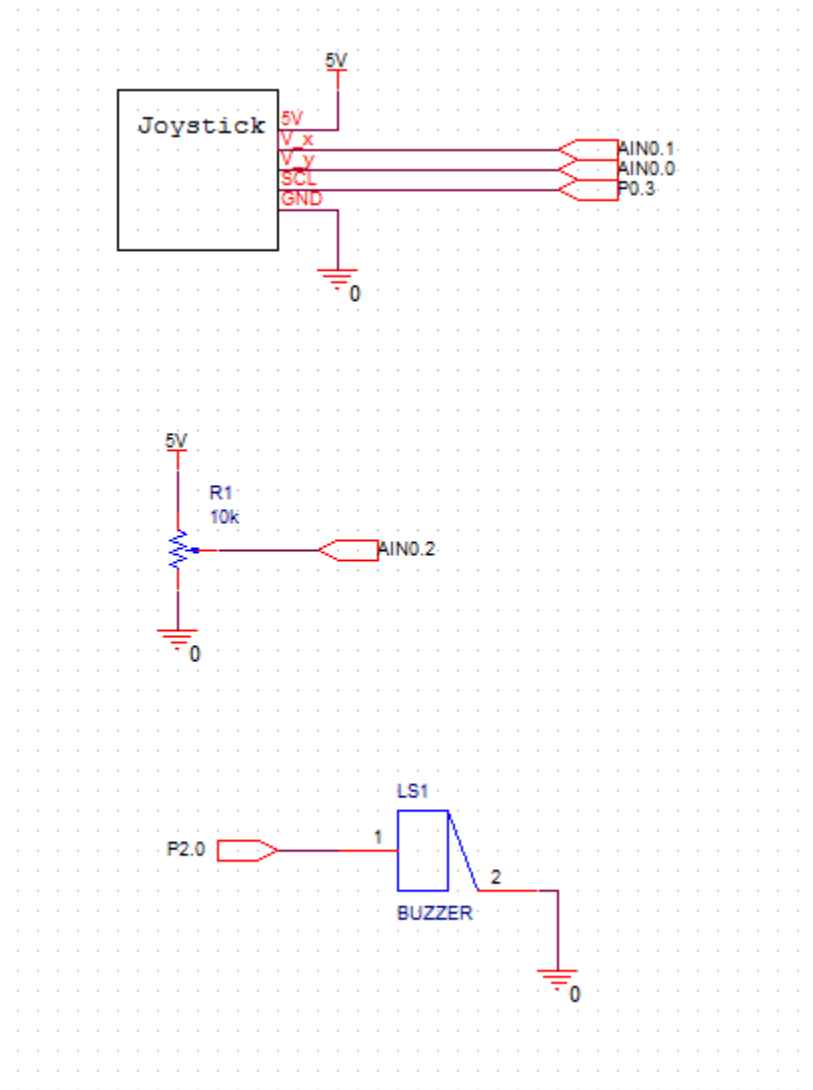 5V
Joystick
5V
V_x
AIN0.1
V_y
AIN0.0
SCL
P0.3
GND
0
5V
R1
10k
AIN0.2
0
LS1
P2.0
1
2
BUZZER
0